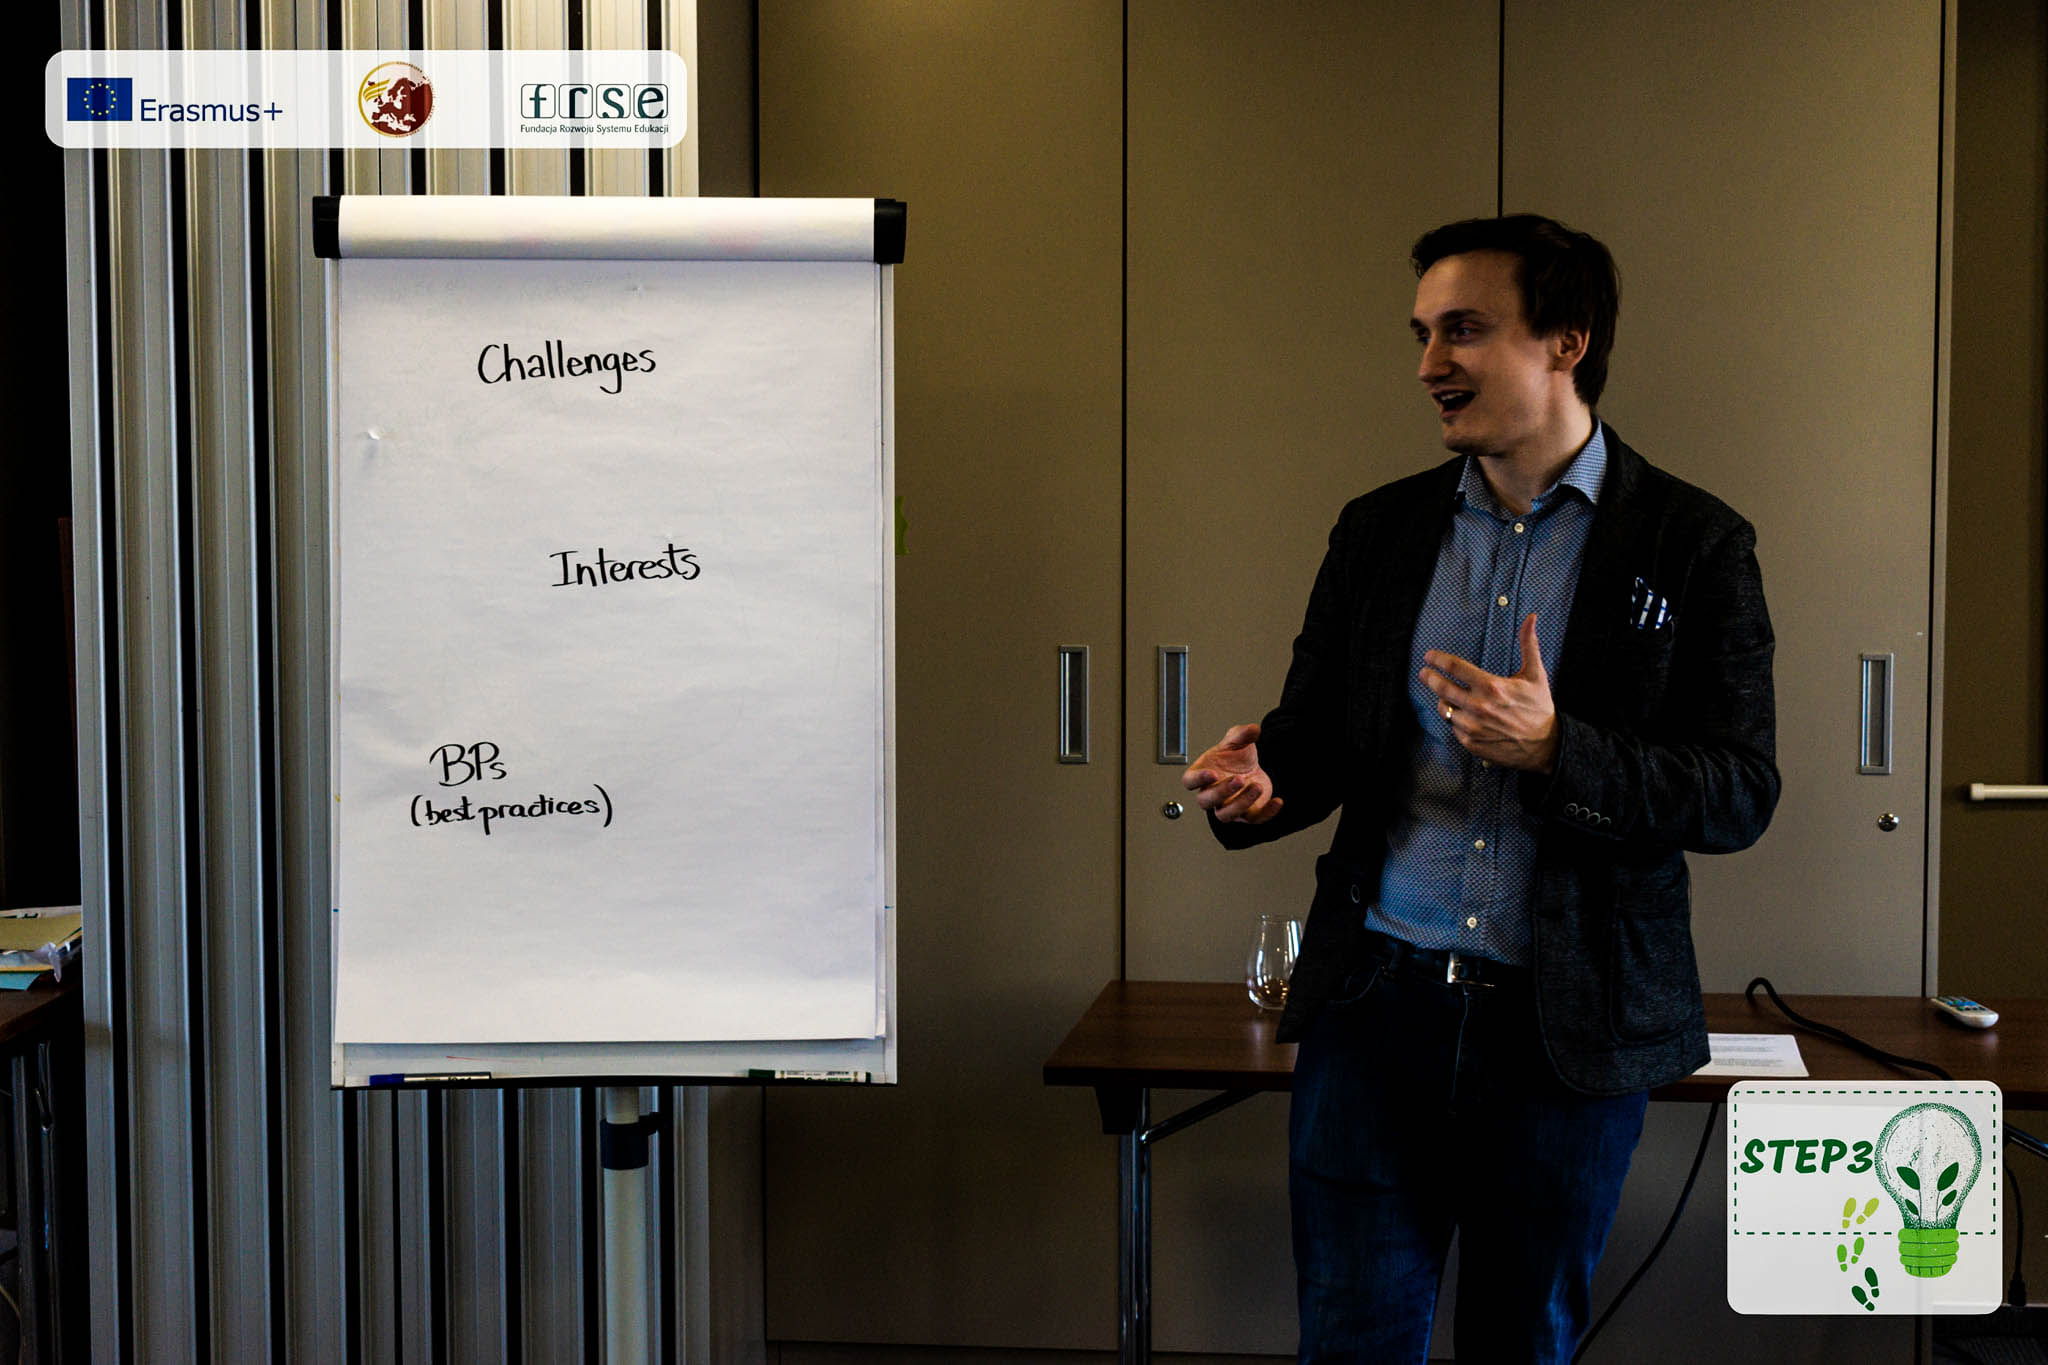 Erasmus+
frse
Fundacja Rozwoju Systemu Edukacji
Challenges
Interests
BPs
(best practices)
STEP3